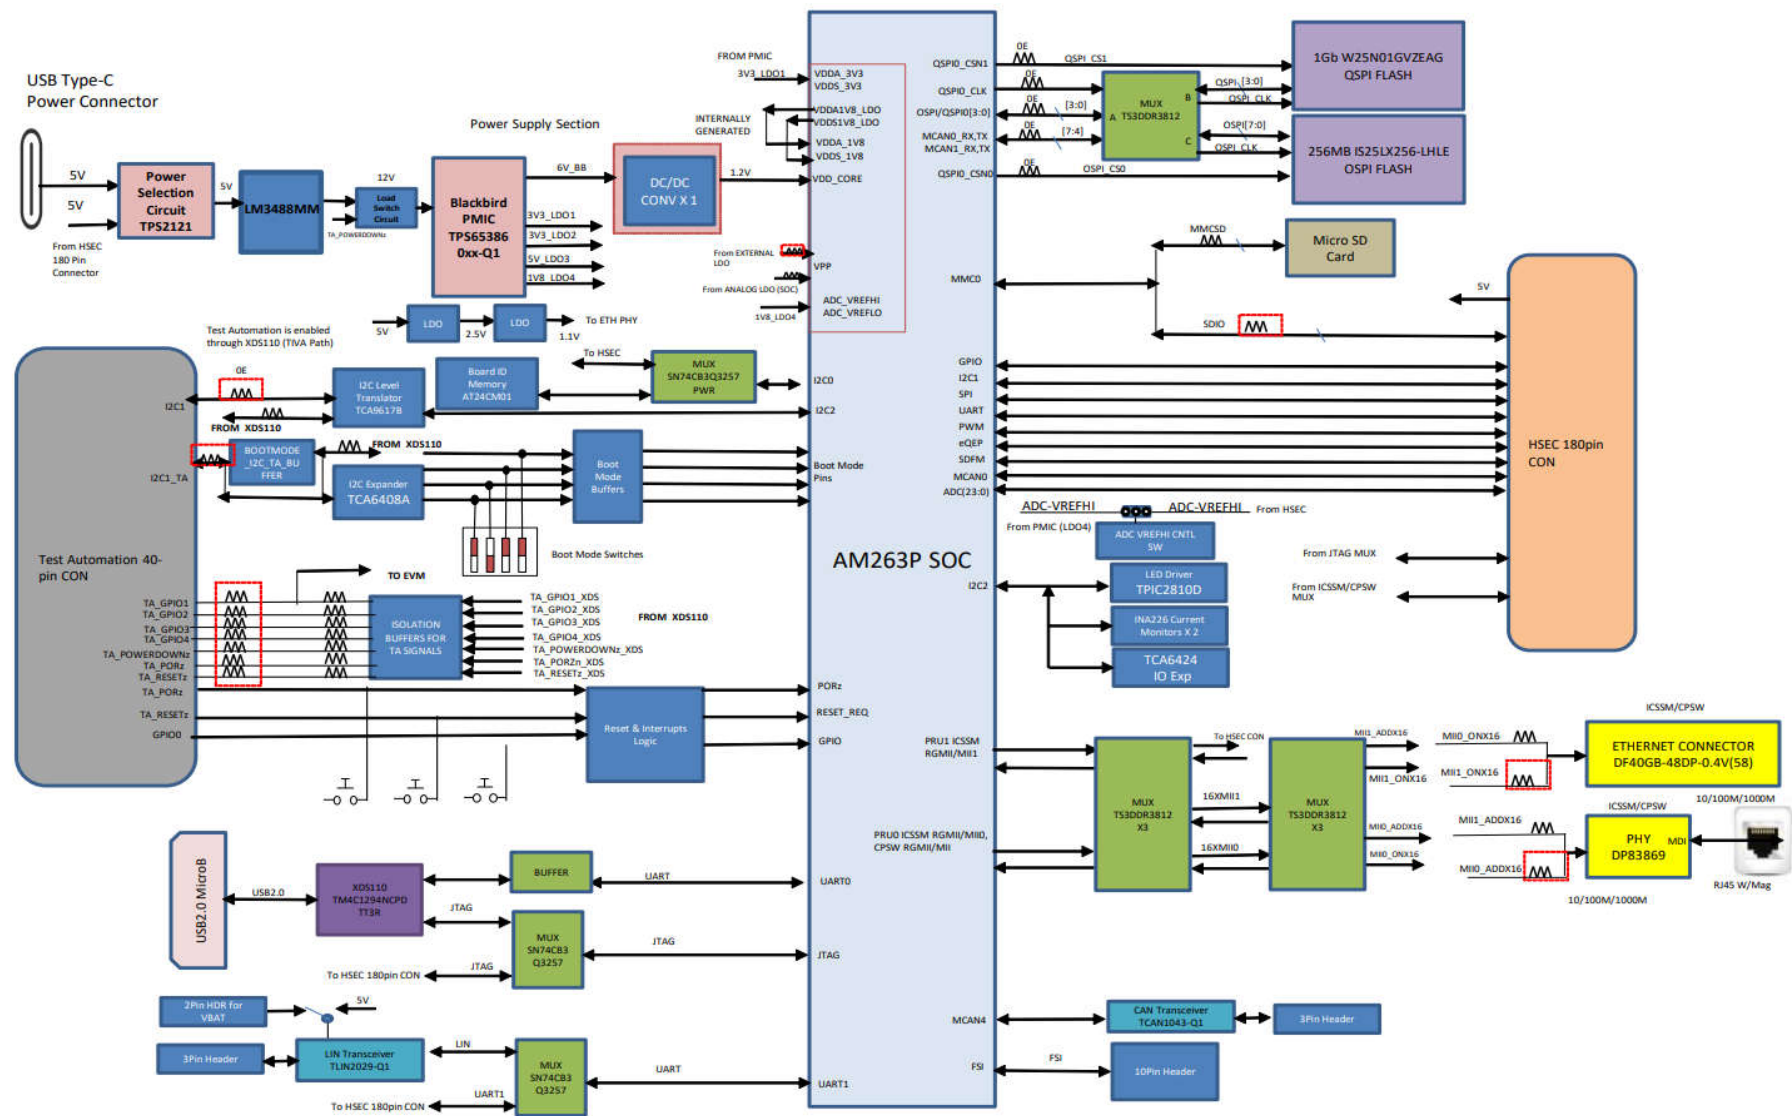 USB Type-C
Power Connector
5V
5V
From HSEC
180 Pin
Connector
Power
Selection
Circuit
TPS2121
5V
LM3488MM
12V
Load
Switch
Circuit
TA_POWERDOWNz
Power Supply Section
Blackbird
PMIC
TPS65386
0xx-Q1
6V_BB
3V3_LDO1
3V3_LDO2
5V_LDO3
1V8_LDO4
DC/DC
CONV X 1
1.2V
5V
LDO
2.5V
LDO
1.1V
To ETH PHY
FROM PMIC
3V3_LDO1
INTERNALLY
GENERATED
From EXTERNAL
LDO
From ANALOG LDO (SOC)
1V8_LDO4
VDDA_3V3
VDDS_3V3
VDDA1V8_LDO
VDDS1V8_LDO
VDDA_1V8
VDDS_1V8
VDD_CORE
VPP
ADC_VREFHI
ADC_VREFLO
I2C0
I2C2
Boot Mode
Pins
AM263P SOC
PORz
RESET_REQ
GPIO
UART0
JTAG
UART1
QSPI0_CSN1
QSPI0_CLK
OSPI/QSPI0[3:0]
MCAN0_RX,TX
MCAN1_RX,TX
QSPI0_CSN0
MMC0
GPIO
I2C1
SPI
UART
PWM
eQEP
SDFM
MCAN0
ADC(23:0)
I2C2
PRU1 ICSSM
RGMII/MII1
PRU0 ICSSM RGMII/MII0,
CPSW RGMII/MII
MCAN4
FSI
0E
QSPI_CS1
0E
0E
[3:0]
0E
[7:4]
0E
OSPI_CS0
MUX
TS3DDR3812
A
B
C
QSPI [3:0]
QSPI_CLK
OSPI[7:0]
OSPI_CLK
1Gb W25N01GVZEAG
QSPI FLASH
256MB IS25LX256-LHLE
OSPI FLASH
MMCSD
Micro SD
Card
SDIO
5V
HSEC 180pin
CON
ADC-VREFHI
ADC-VREFHI
From HSEC
From PMIC (LDO4)
ADC VREFHI CNTL
SW
LED Driver
TPIC2810D
INA226 Current
Monitors X 2
TCA6424
IO Exp
From JTAG MUX
From ICSSM/CPSW
MUX
To HSEC CON
MUX
TS3DDR3812
X3
16XMII1
16XMII0
MUX
TS3DDR3812
X3
MII1_ADDX16
MII1_ONX16
MII0_ADDX16
MII0_ONX16
MII0_ONX16
MII1_ONX16
MII1_ADDX16
MII0_ADDX16
ICSSM/CPSW
ETHERNET CONNECTOR
DF40GB-48DP-0.4V(58)
10/100M/1000M
ICSSM/CPSW
PHY
DP83869
MDI
10/100M/1000M
RJ45 W/Mag
CAN Transceiver
TCAN1043-Q1
3Pin Header
FSI
10Pin Header
Test Automation is enabled
through XDS110 (TIVA Path)
0E
I2C1
FROM XDS110
I2C Level
Translator
TCA9617B
Board ID
Memory
AT24CM01
To HSEC
MUX
SN74CB3Q3257
PWR
I2C1_TA
BOOTMODE
_I2C_TA_BU
FFER
FROM XDS110
I2C Expander
TCA6408A
Boot
Mode
Buffers
Boot Mode Switches
Test Automation 40-
pin CON
TO EVM
TA_GPIO1
TA_GPIO2
TA_GPIO3
TA_GPIO4
TA_POWERDOWNz
TA_PORz
TA_RESETz
TA_PORz
TA_RESETz
GPIO0
ISOLATION
BUFFERS FOR
TA SIGNALS
TA_GPIO1_XDS
TA_GPIO2_XDS
TA_GPIO3_XDS
TA_GPIO4_XDS
TA_POWERDOWNz_XDS
TA_PORZn_XDS
TA_RESETz_XDS
FROM XDS110
Reset & Interrupts
Logic
USB2.0 MicroB
USB2.0
XDS110
TM4C1294NCPD
TT3R
BUFFER
UART
JTAG
MUX
SN74CB3
Q3257
JTAG
To HSEC 180pin CON
JTAG
2Pin HDR for
VBAT
5V
3Pin Header
LIN Transceiver
TLIN2029-Q1
LIN
MUX
SN74CB3
Q3257
UART
To HSEC 180pin CON
UART1